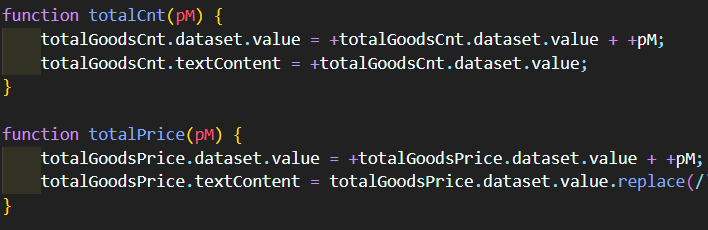 function totalCnt(pM) {
totalGoodsCnt.dataset.value = +totalGoodsCnt.dataset.value + +pM;
totalGoodsCnt.textContent = +totalGoodsCnt.dataset.value;
}
function totalPrice(pM) {
totalGoodsPrice.dataset.value = +totalGoodsPrice.dataset.value + +pM;
totalGoodsPrice.textContent = totalGoodsPrice.dataset.value.replace(/
}